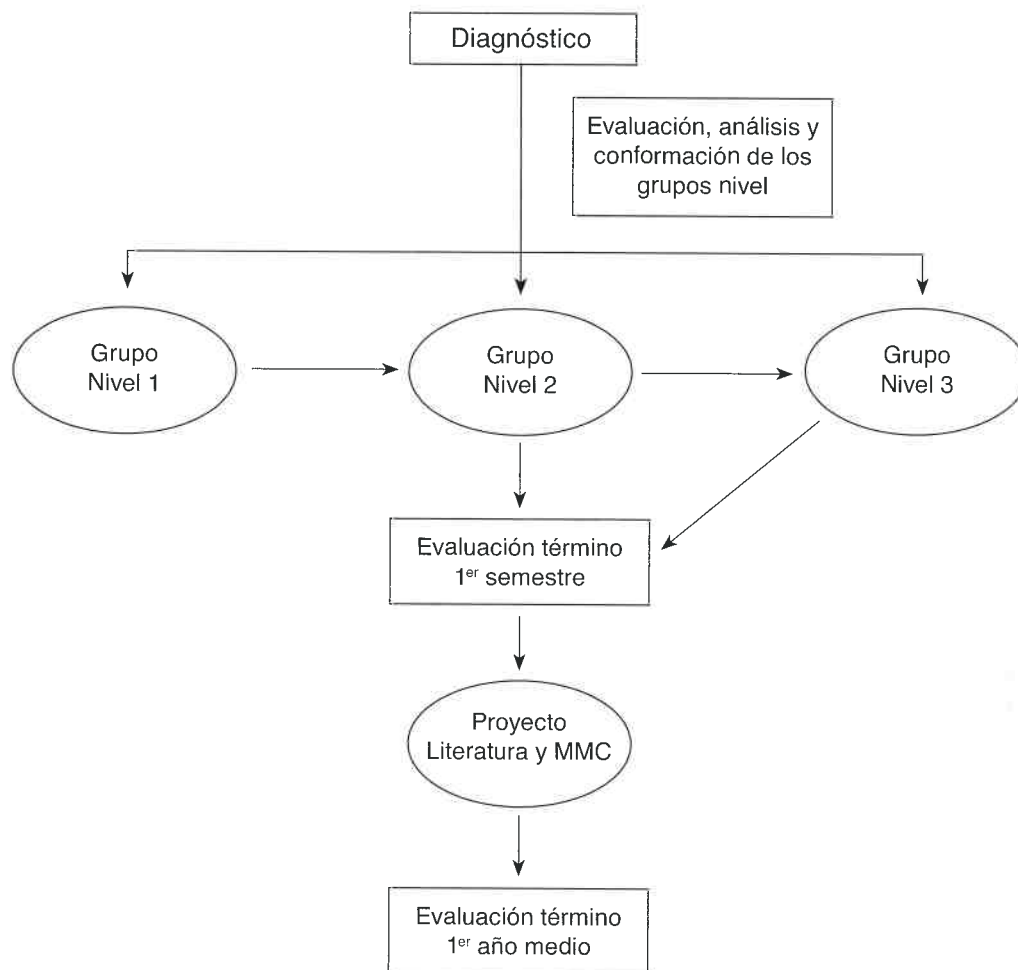 Diagnóstico
Evaluación, análisis y
conformación de los
grupos nivel
Grupo
Nivel 1
Grupo
Nivel 2
Grupo
Nivel 3
Evaluación término
1er semestre
Proyecto
Literatura y MMC
Evaluación término
1er año medio